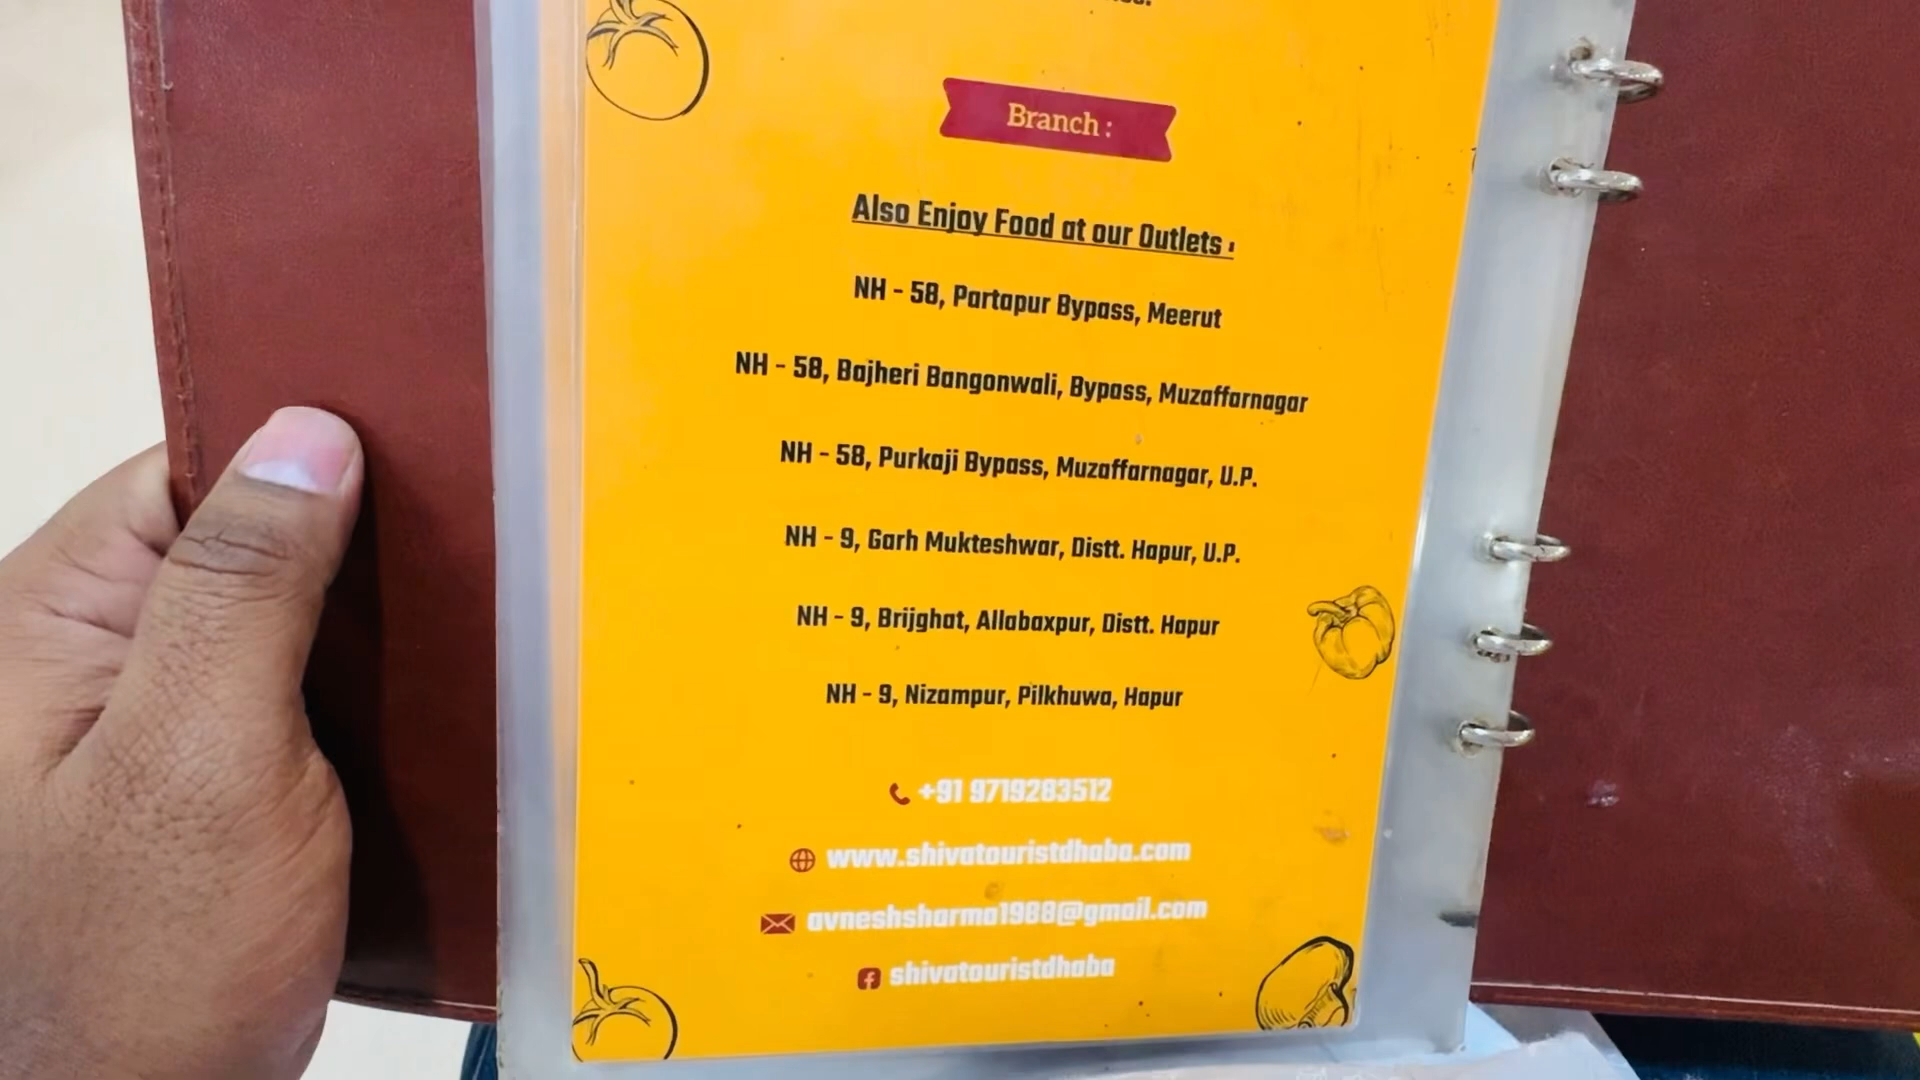 Branch :
Also Enjoy Food at our Outlets :
NH - 58, Partapur Bypass, Meerut
NH - 58, Bajheri Bangonwali, Bypass, Muzaffarnagar
NH - 58, Purkaji Bypass, Muzaffarnagar, U.P.
NH - 9, Garh Mukteshwar, Distt. Hapur, U.P.
NH - 9, Brijghat, Allabaxpur, Distt. Hapur
NH - 9, Nizampur, Pilkhuwa, Hapur
+91 9719283512
www.shivatouristdhaba.com
avneshsharma1988@gmail.com
shivatouristdhaba